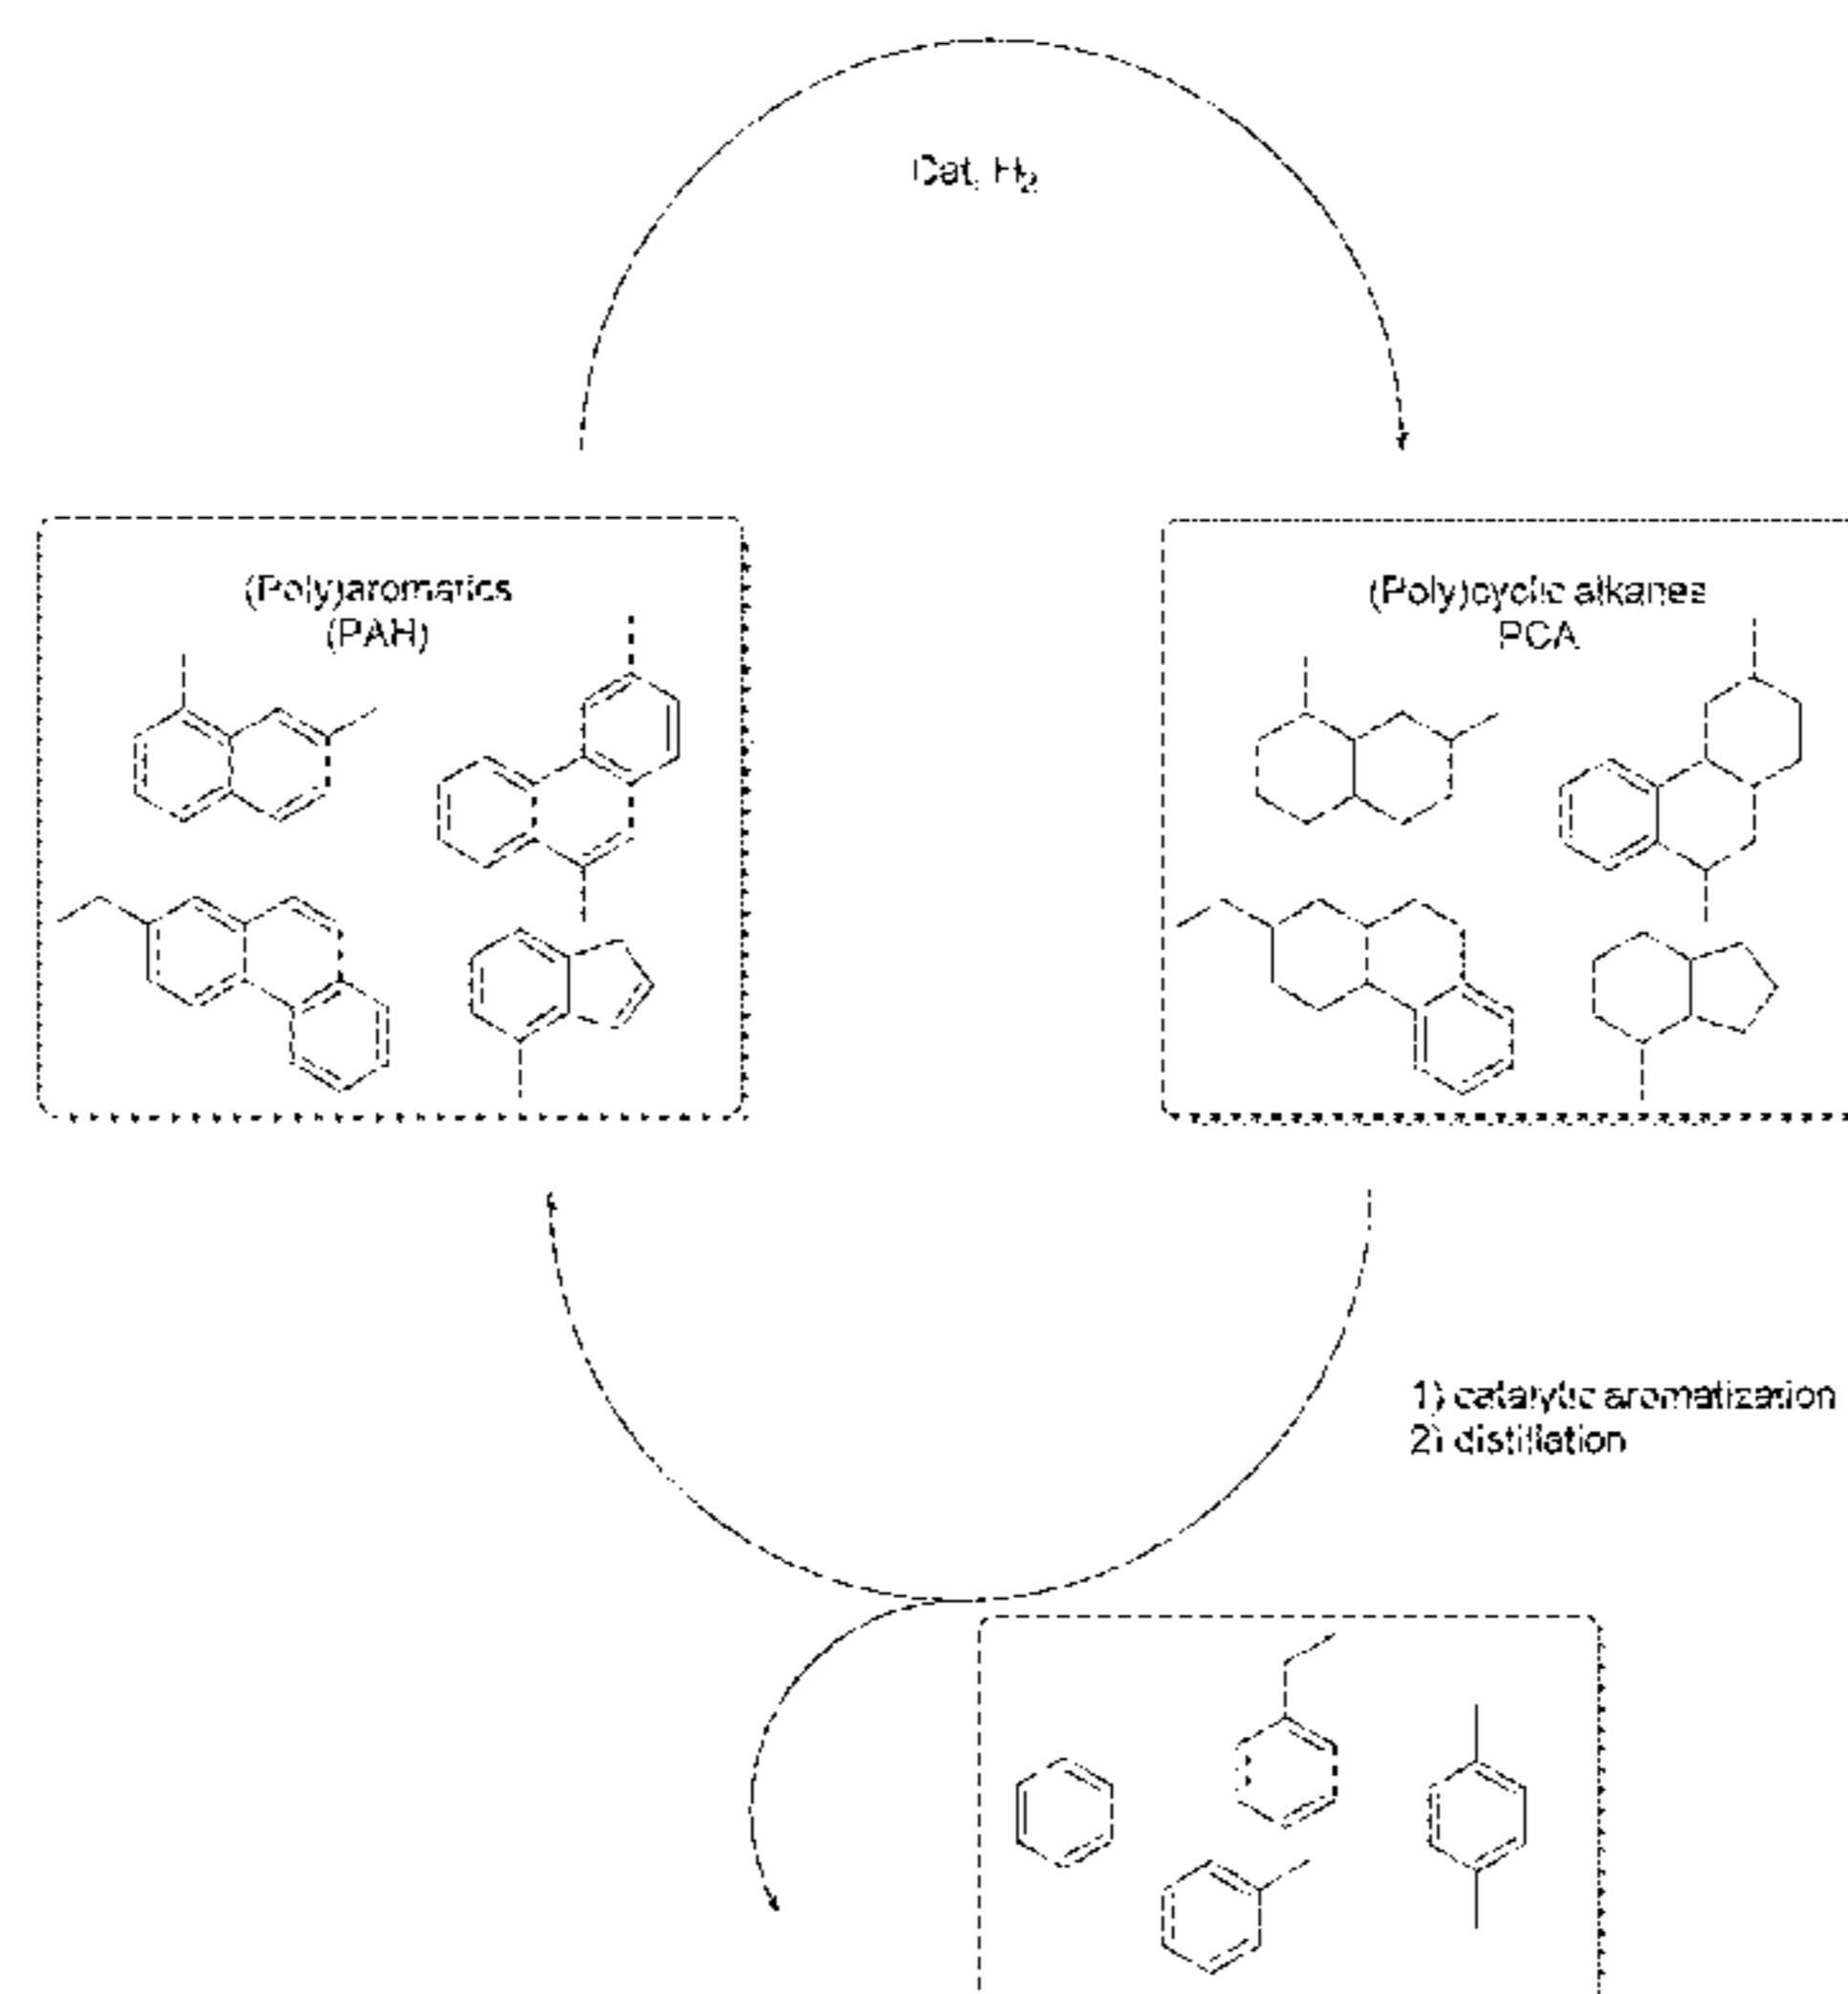 Cat, H2
(Poly)aromatics
(PAH)
(Poly)cyclic alkanes
PCA
1) catalytic aromatization
2) distillation